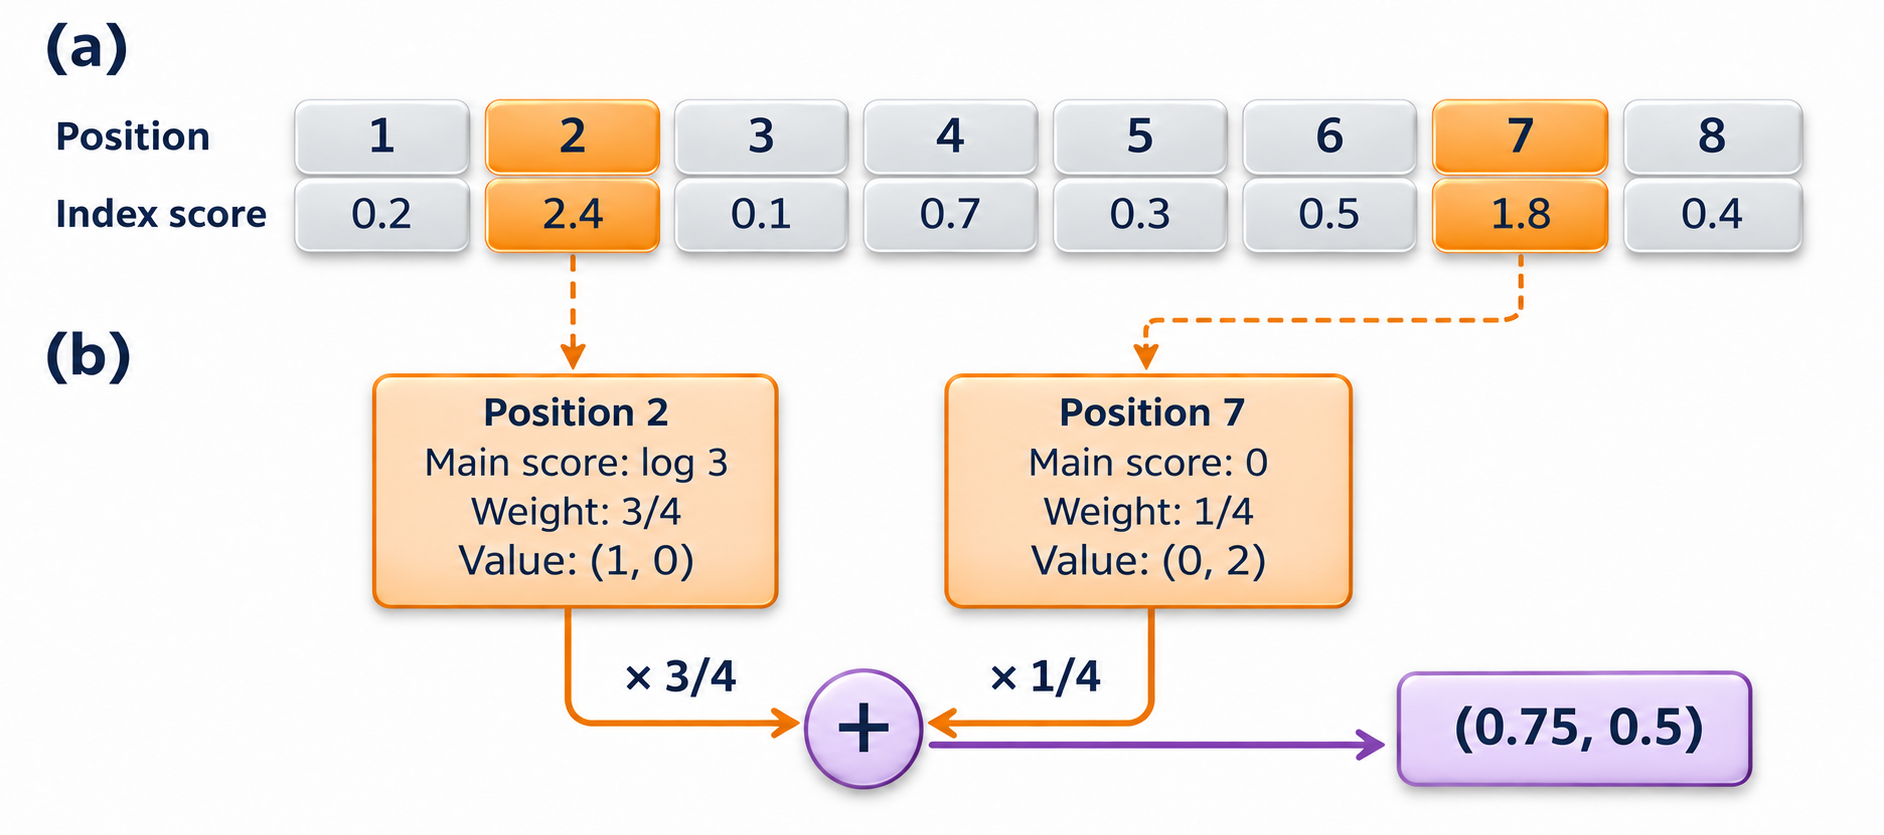 (a)
Position 1 2 3 4 5 6 7 8
Index score 0.2 2.4 0.1 0.7 0.3 0.5 1.8 0.4
(b)
Position 2
Main score: log 3
Weight: 3/4
Value: (1, 0)
Position 7
Main score: 0
Weight: 1/4
Value: (0, 2)
× 3/4
× 1/4
+
(0.75, 0.5)